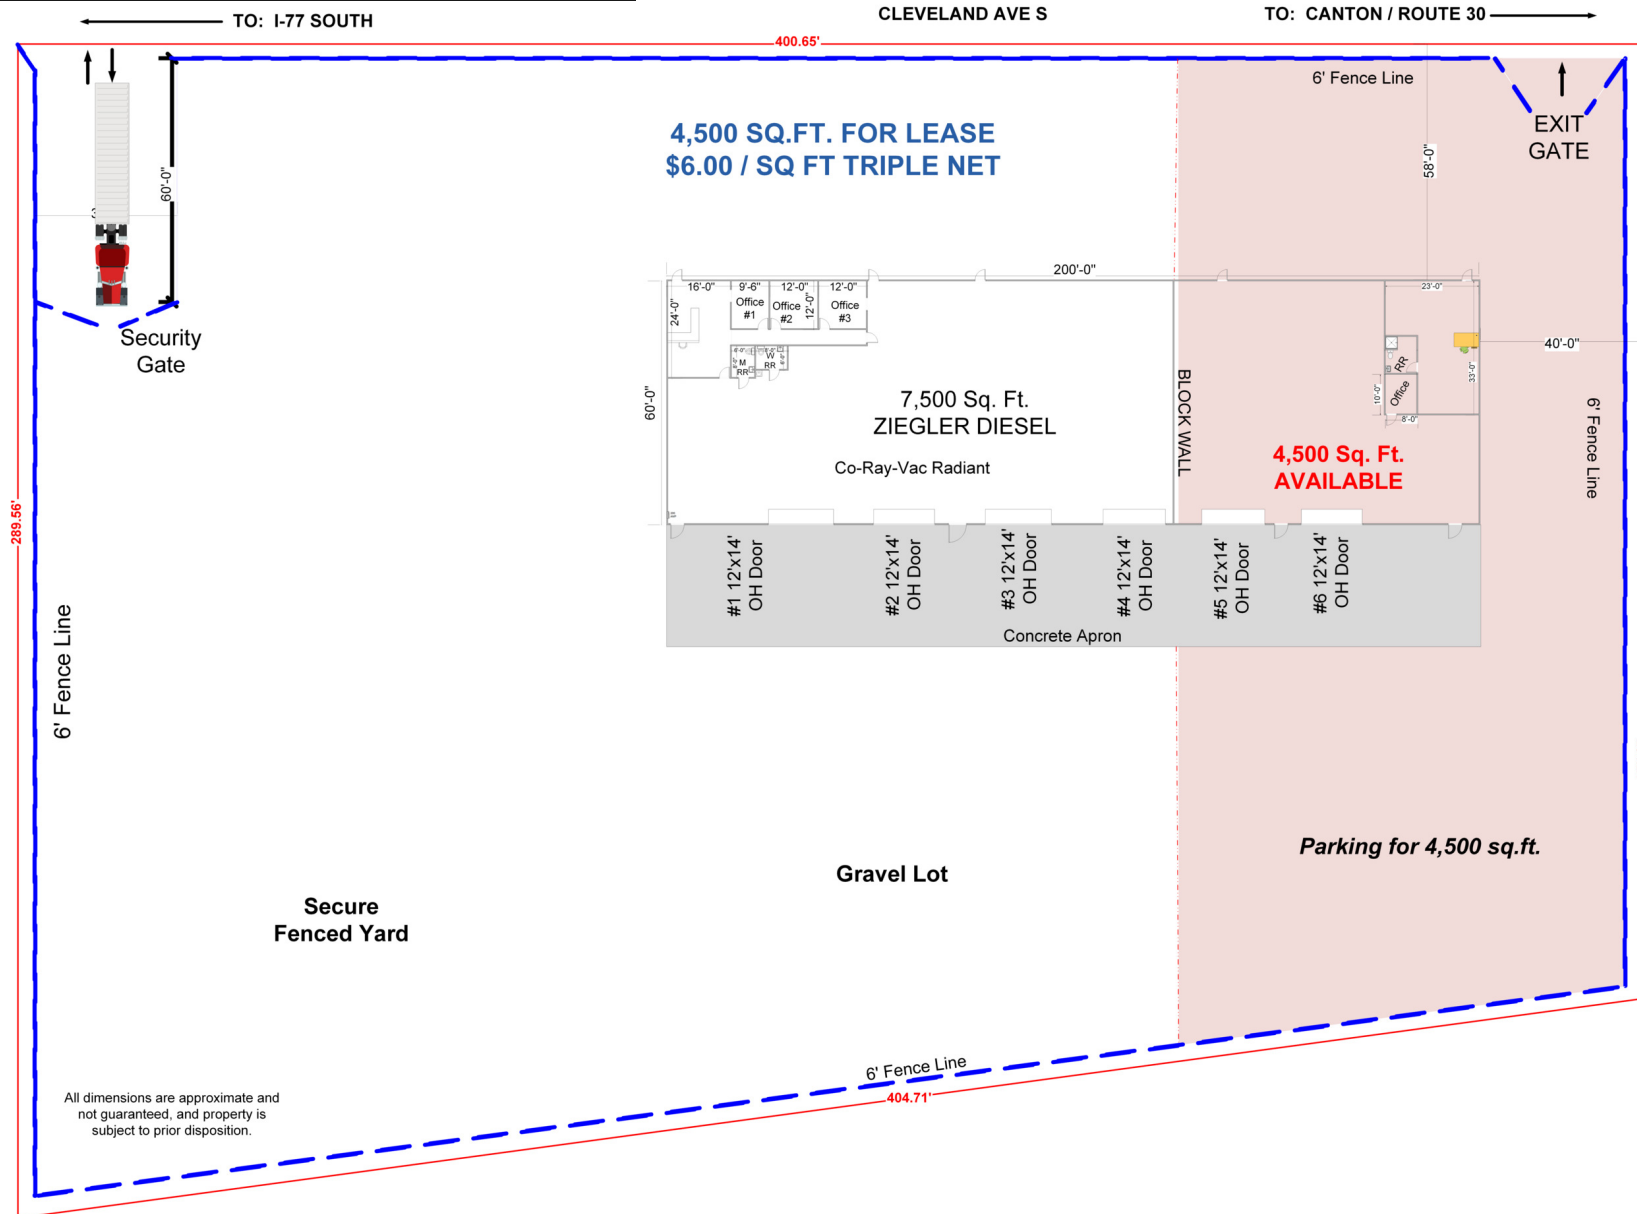 TO:  I-77 SOUTH
CLEVELAND AVE S
TO:  CANTON / ROUTE 30
400.65'
6' Fence Line
EXIT
GATE
4,500 SQ.FT. FOR LEASE
$6.00 / SQ FT TRIPLE NET
58'-0"
60'-0"
200'-0"
16'-0"
9'-6"
12'-0"
12'-0"
23'-0"
24'-0"
Office
#1
Office
#2
12'-0"
Office
#3
Security
Gate
40'-0"
M
RR
W
RR
RR
33'-0"
Office
10'-0"
8'-0"
60'-0"
7,500 Sq. Ft.
ZIEGLER DIESEL
Co-Ray-Vac Radiant
BLOCK WALL
4,500 Sq. Ft.
AVAILABLE
6' Fence Line
289.56'
#1 12'x14'
OH Door
#2 12'x14'
OH Door
#3 12'x14'
OH Door
#4 12'x14'
OH Door
#5 12'x14'
OH Door
#6 12'x14'
OH Door
Concrete Apron
6' Fence Line
Parking for 4,500 sq.ft.
Gravel Lot
Secure
Fenced Yard
6' Fence Line
404.71'
All dimensions are approximate and
not guaranteed, and property is
subject to prior disposition.